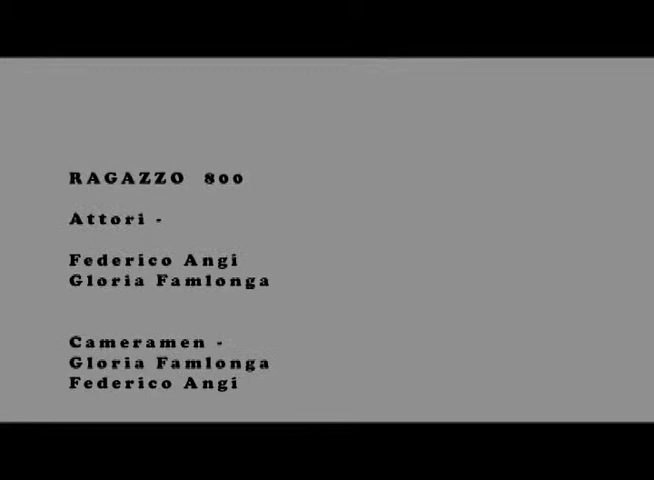 RAGAZZO 800
Attori -
Federico Angi
Gloria Famlonga
Cameramen -
Gloria Famlonga
Federico Angi